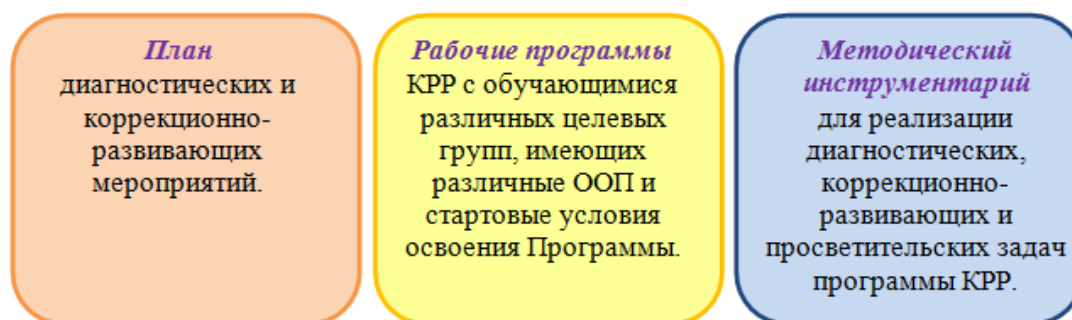 План
диагностических и
коррекционно-
развивающих
мероприятий.
Рабочие программы
КРР с обучающимися
различных целевых
групп, имеющих
различные ООП и
стартовые условия
освоения Программы.
Методический
инструментарий
для реализации
диагностических,
коррекционно-
развивающих и
просветительских задач
программы КРР.